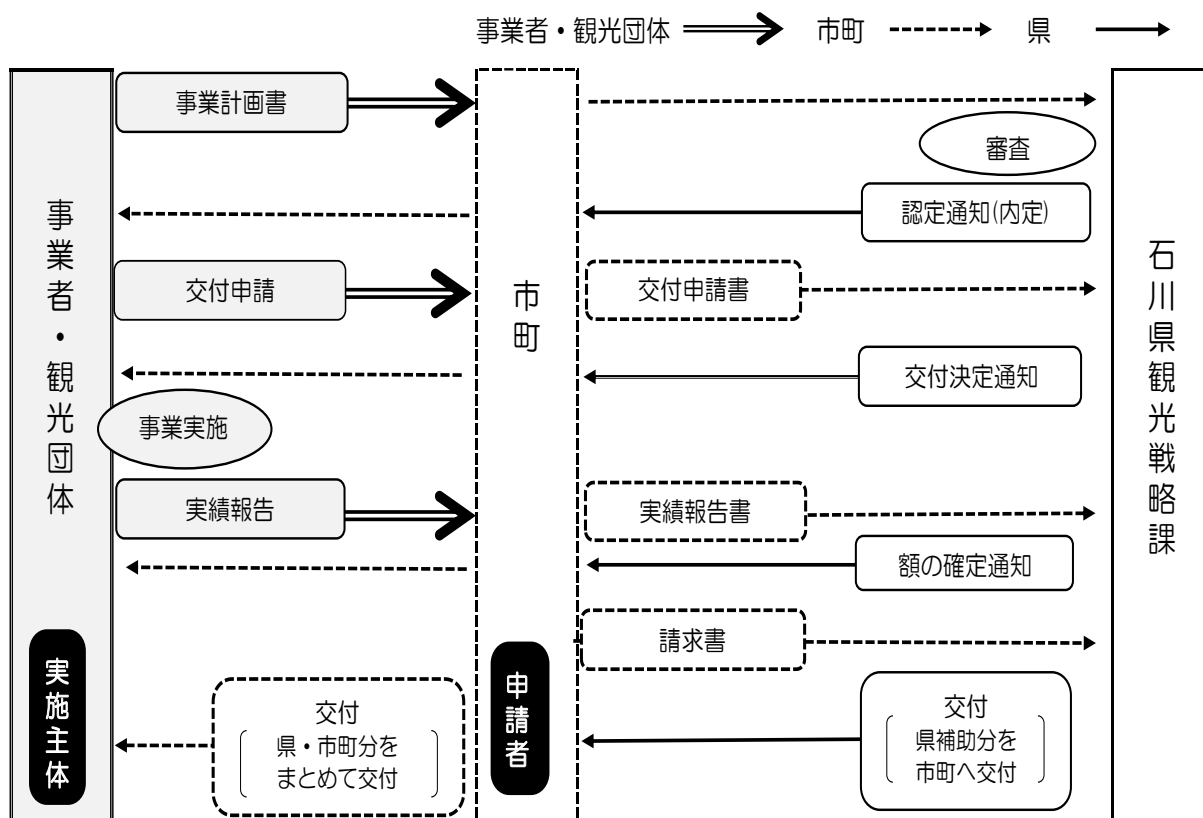 事業者・観光団体 市町 県
事業計画書
審査
認定通知(内定)
交付申請
交付申請書
交付決定通知
事業実施
実績報告
実績報告書
額の確定通知
請求書
交付
県・市町分を
まとめて交付
交付
県補助分を
市町へ交付
事業者・観光団体
実施主体
市町
申請者
石川県観光戦略課